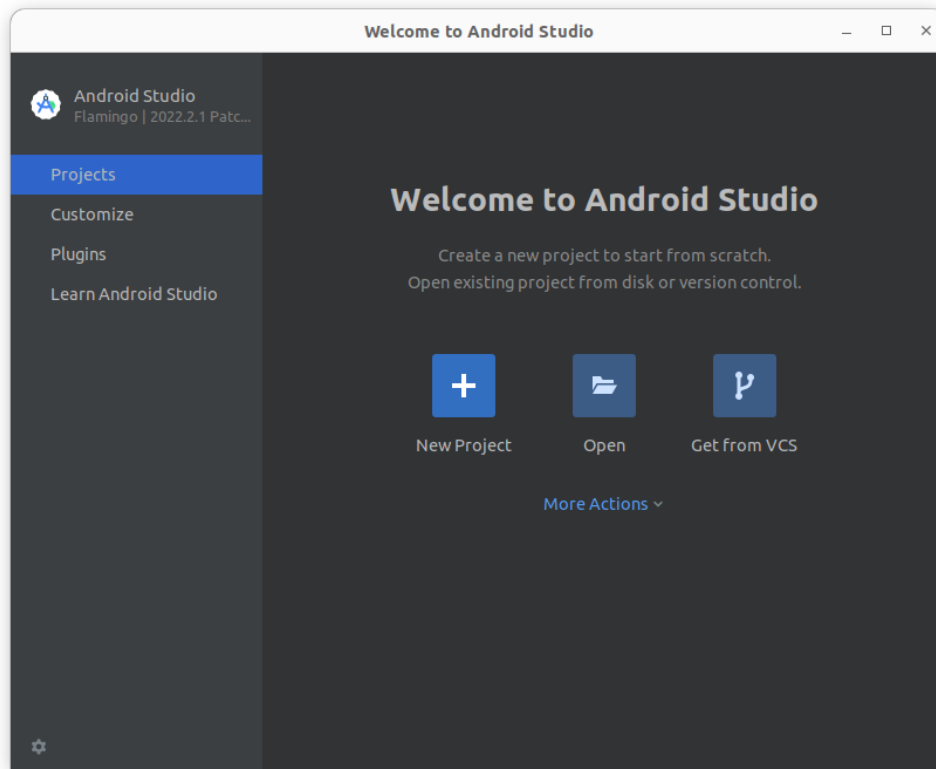 Welcome to Android Studio
Android Studio
Flamingo | 2022.2.1 Patc...
Projects
Customize
Plugins
Learn Android Studio
Welcome to Android Studio
Create a new project to start from scratch.
Open existing project from disk or version control.
New Project
Open
Get from VCS
More Actions